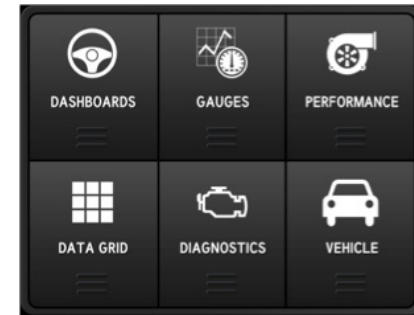 DASHBOARDS
GAUGES
PERFORMANCE
DATA GRID
DIAGNOSTICS
VEHICLE